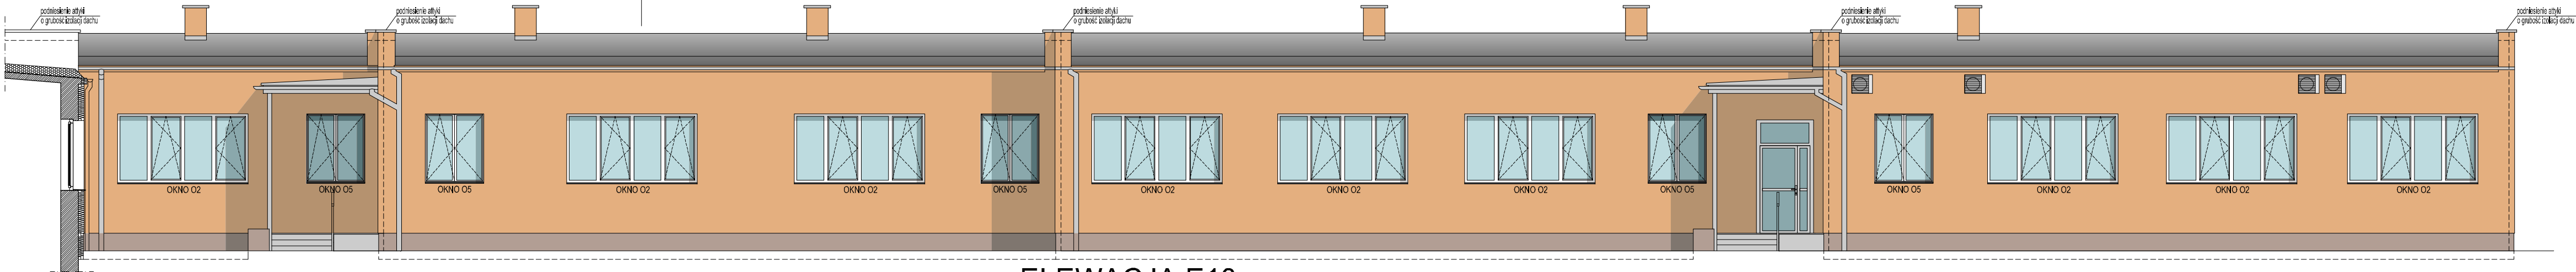 podniesienie attyki
o grubość izolacji dachu
podniesienie attyki
o grubość izolacji dachu
podniesienie attyki
o grubość izolacji dachu
podniesienie attyki
o grubość izolacji dachu
podniesienie attyki
o grubość izolacji dachu
OKNO O2
OKNO O5
OKNO O5
OKNO O2
OKNO O2
OKNO O5
OKNO O2
OKNO O2
OKNO O2
OKNO O5
OKNO O5
OKNO O2
OKNO O2
OKNO O2